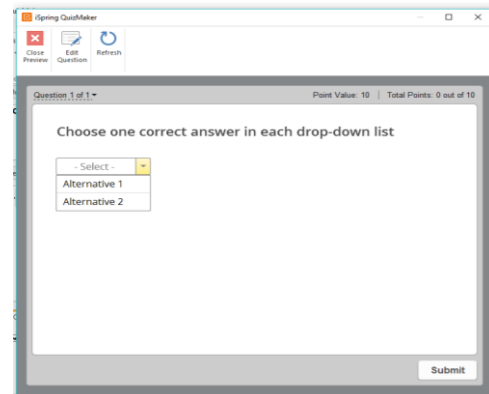 iSpring QuizMaker
Close Preview
Edit Question
Refresh
Question 1 of 1
Point Value: 10 | Total Points: 0 out of 10
Choose one correct answer in each drop-down list
- Select -
Alternative 1
Alternative 2
Submit